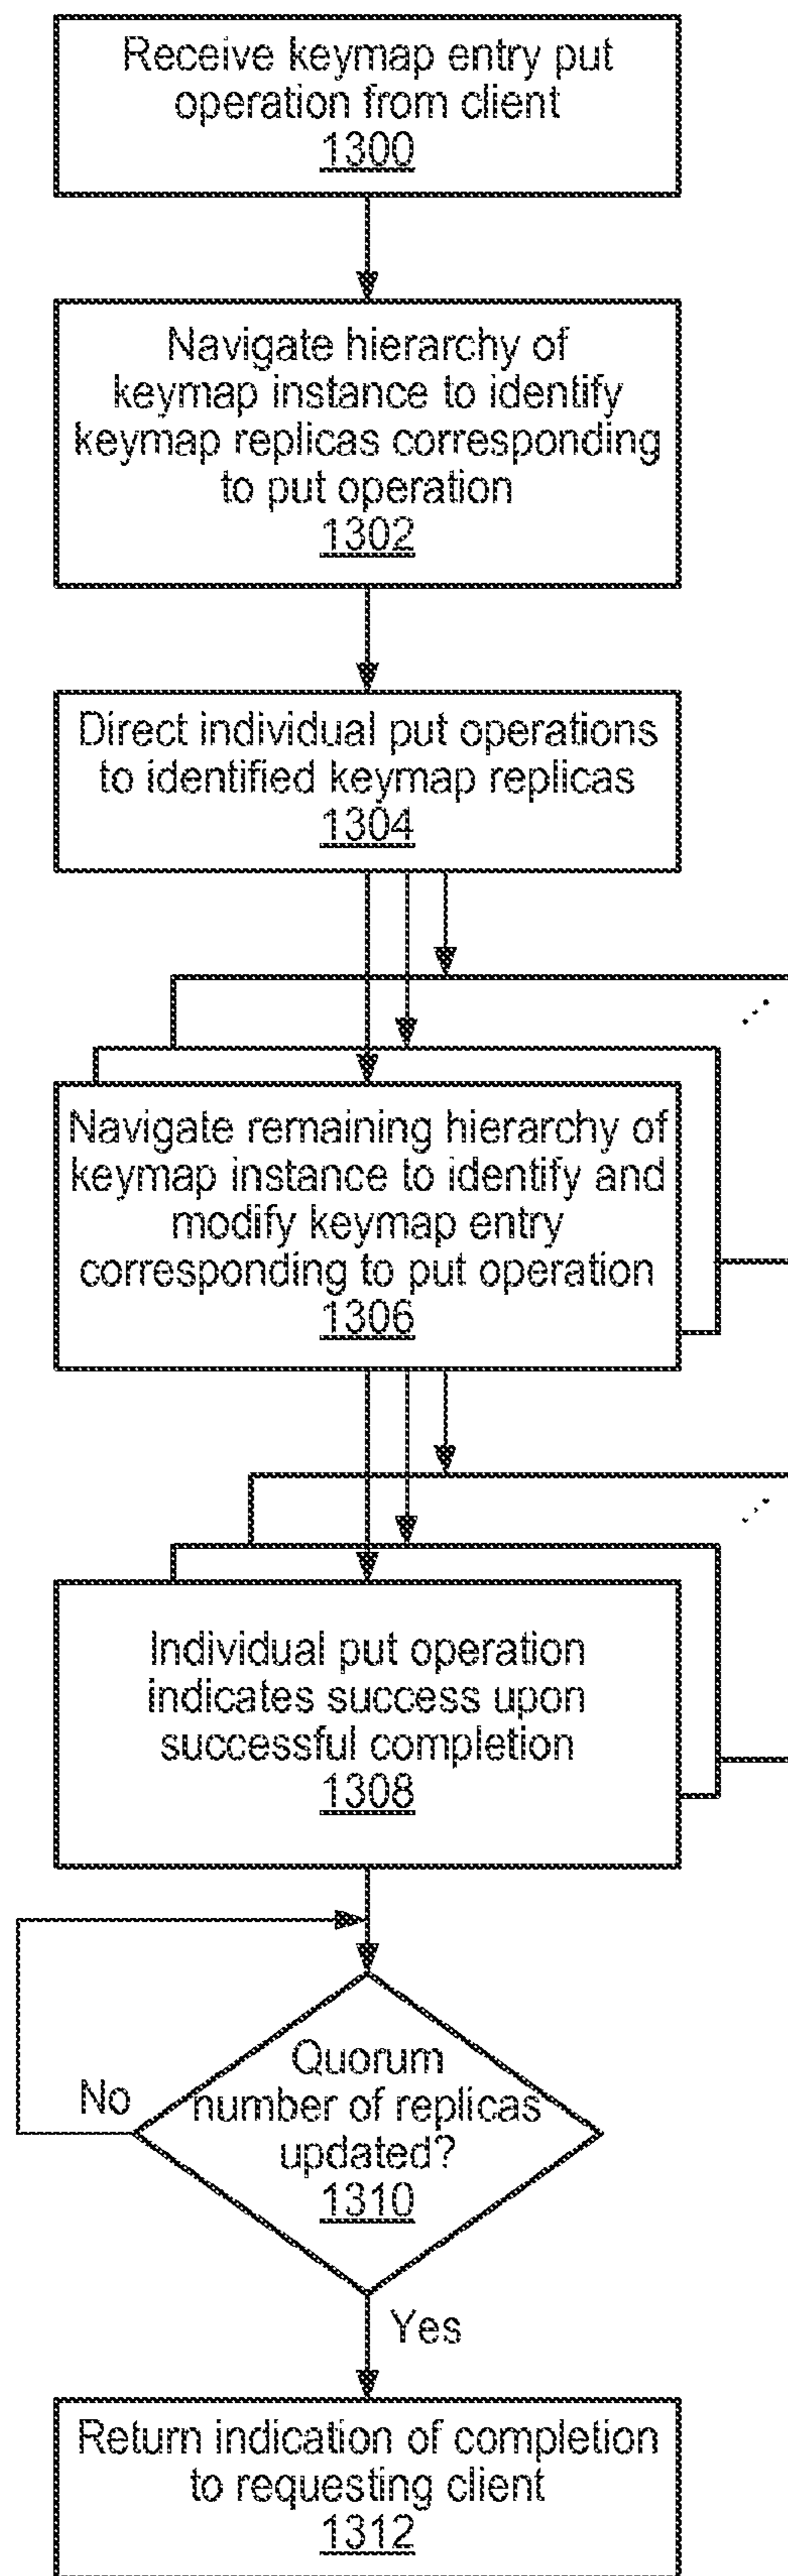 Receive keymap entry put
operation from client
1300
Navigate hierarchy of
keymap instance to identify
keymap replicas corresponding
to put operation
1302
Direct individual put operations
to identified keymap replicas
1304
Navigate remaining hierarchy of
keymap instance to identify and
modify keymap entry
corresponding to put operation
1306
Individual put operation
indicates success upon
successful completion
1308
Quorum
number of replicas
updated?
1310
No
Yes
Return indication of completion
to requesting client
1312